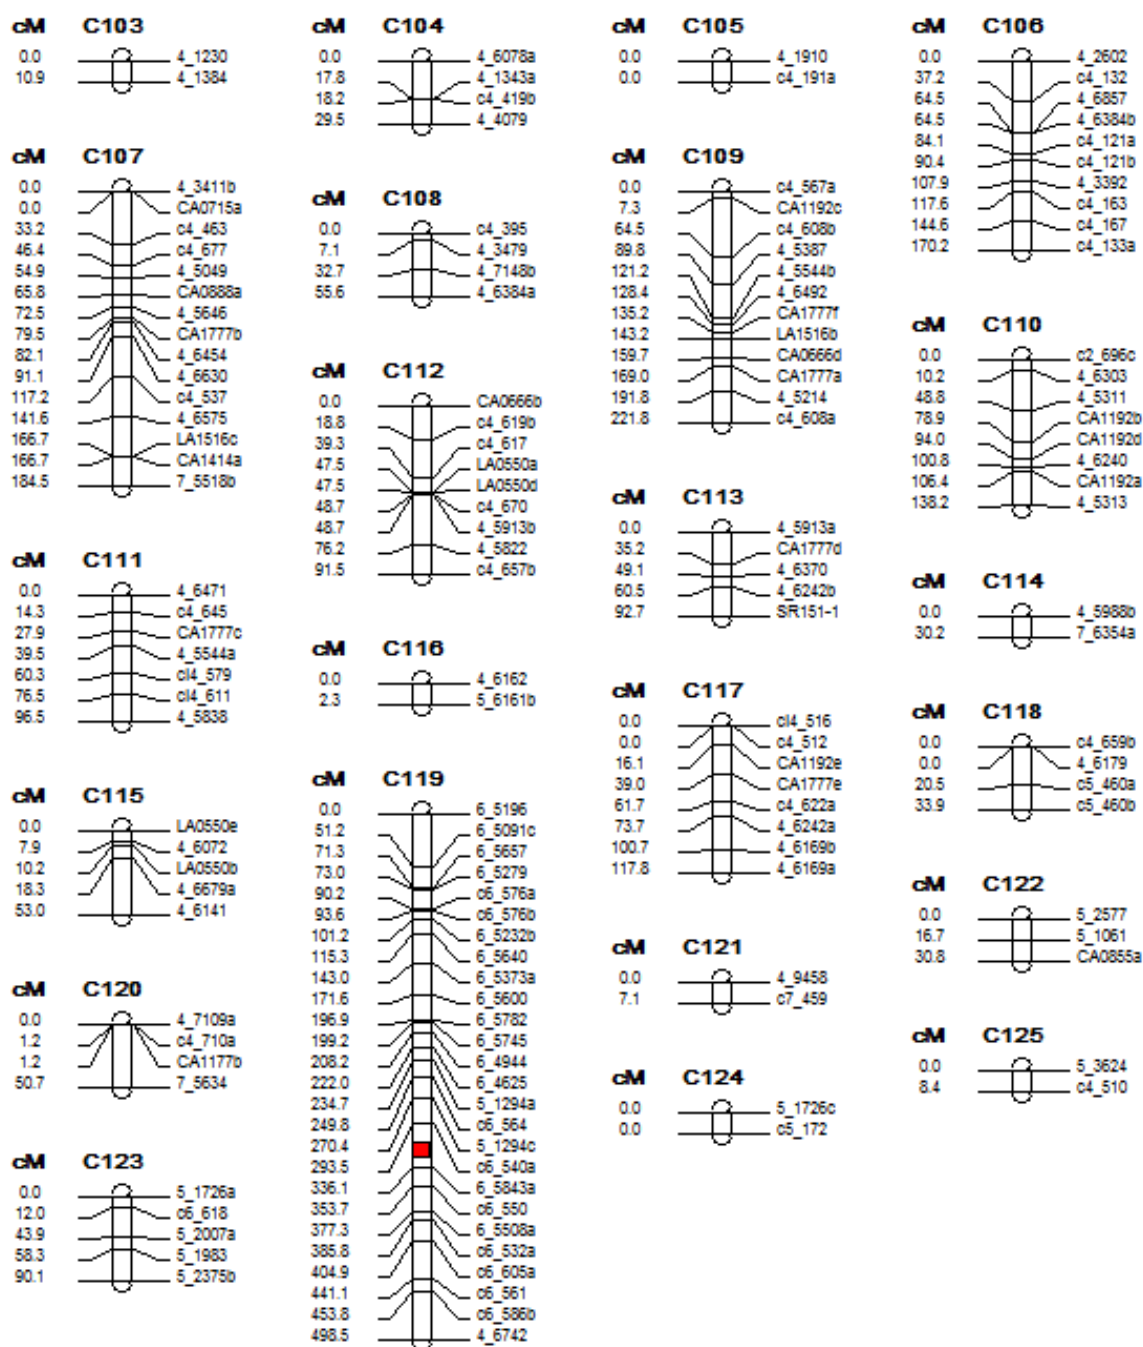 cM C103
0.0 4_1230
10.9 4_1384
cM C104
0.0 4_6078a
17.8 4_1343a
18.2 c4_419b
29.5 4_4079
cM C105
0.0 4_1910
0.0 c4_191a
cM C106
0.0 4_2602
37.2 c4_132
64.5 4_6857
64.5 4_6384b
84.1 c4_121a
90.4 c4_121b
107.9 4_3392
117.6 c4_163
144.6 c4_167
170.2 c4_133a
cM C107
0.0 4_3411b
0.0 CA0715a
33.2 c4_463
46.4 c4_677
54.9 4_5049
65.8 CA0888a
72.5 4_5646
79.5 CA1777b
82.1 4_6454
91.1 4_6630
117.2 c4_537
141.6 4_6575
166.7 LA1516c
166.7 CA1414a
184.5 7_5518b
cM C108
0.0 c4_395
7.1 4_3479
32.7 4_7148b
55.6 4_6384a
cM C109
0.0 c4_567a
7.3 CA1192c
64.5 c4_608b
89.8 4_5387
121.2 4_5544b
128.4 4_6492
135.2 CA1777f
143.2 LA1516b
159.7 CA0666d
169.0 CA1777a
191.8 4_5214
221.8 c4_608a
cM C110
0.0 c2_696c
10.2 4_6303
48.8 4_5311
78.9 CA1192b
94.0 CA1192d
100.8 4_6240
106.4 CA1192a
138.2 4_5313
cM C111
0.0 4_6471
14.3 c4_645
27.9 CA1777c
39.5 4_5544a
60.3 cl4_579
76.5 cl4_611
96.5 4_5838
cM C112
0.0 CA0666b
18.8 c4_619b
39.3 c4_617
47.5 LA0550a
47.5 LA0550d
48.7 c4_670
48.7 4_5913b
76.2 4_5822
91.5 c4_657b
cM C113
0.0 4_5913a
35.2 CA1777d
49.1 4_6370
60.5 4_6242b
92.7 SR151-1
cM C114
0.0 4_5988b
30.2 7_6354a
cM C115
0.0 LA0550e
7.9 4_6072
10.2 LA0550b
18.3 4_6679a
53.0 4_6141
cM C116
0.0 4_6162
2.3 5_6161b
cM C117
0.0 cl4_516
0.0 c4_512
16.1 CA1192e
39.0 CA1777e
61.7 c4_622a
73.7 4_6242a
100.7 4_6169b
117.8 4_6169a
cM C118
0.0 c4_659b
0.0 4_6179
20.5 c5_460a
33.9 c5_460b
cM C119
0.0 6_5196
51.2 6_5091c
71.3 6_5657
73.0 6_5279
90.2 c6_576a
93.6 c6_576b
101.2 6_5232b
115.3 6_5640
143.0 6_5373a
171.6 6_5600
196.9 6_5782
199.2 6_5745
208.2 6_4944
222.0 6_4625
234.7 5_1294a
249.8 c6_564
270.4 5_1294c
293.5 c6_540a
336.1 6_5843a
353.7 c6_550
377.3 6_5508a
385.8 c6_532a
404.9 c6_605a
441.1 c6_561
453.8 c6_586b
498.5 4_6742
cM C120
0.0 4_7109a
1.2 c4_710a
1.2 CA1177b
50.7 7_5634
cM C121
0.0 4_9458
7.1 c7_459
cM C122
0.0 5_2577
16.7 5_1061
30.8 CA0855a
cM C123
0.0 5_1726a
12.0 c6_618
43.9 5_2007a
58.3 5_1983
90.1 5_2375b
cM C124
0.0 5_1726c
0.0 c5_172
cM C125
0.0 5_3624
8.4 c4_510